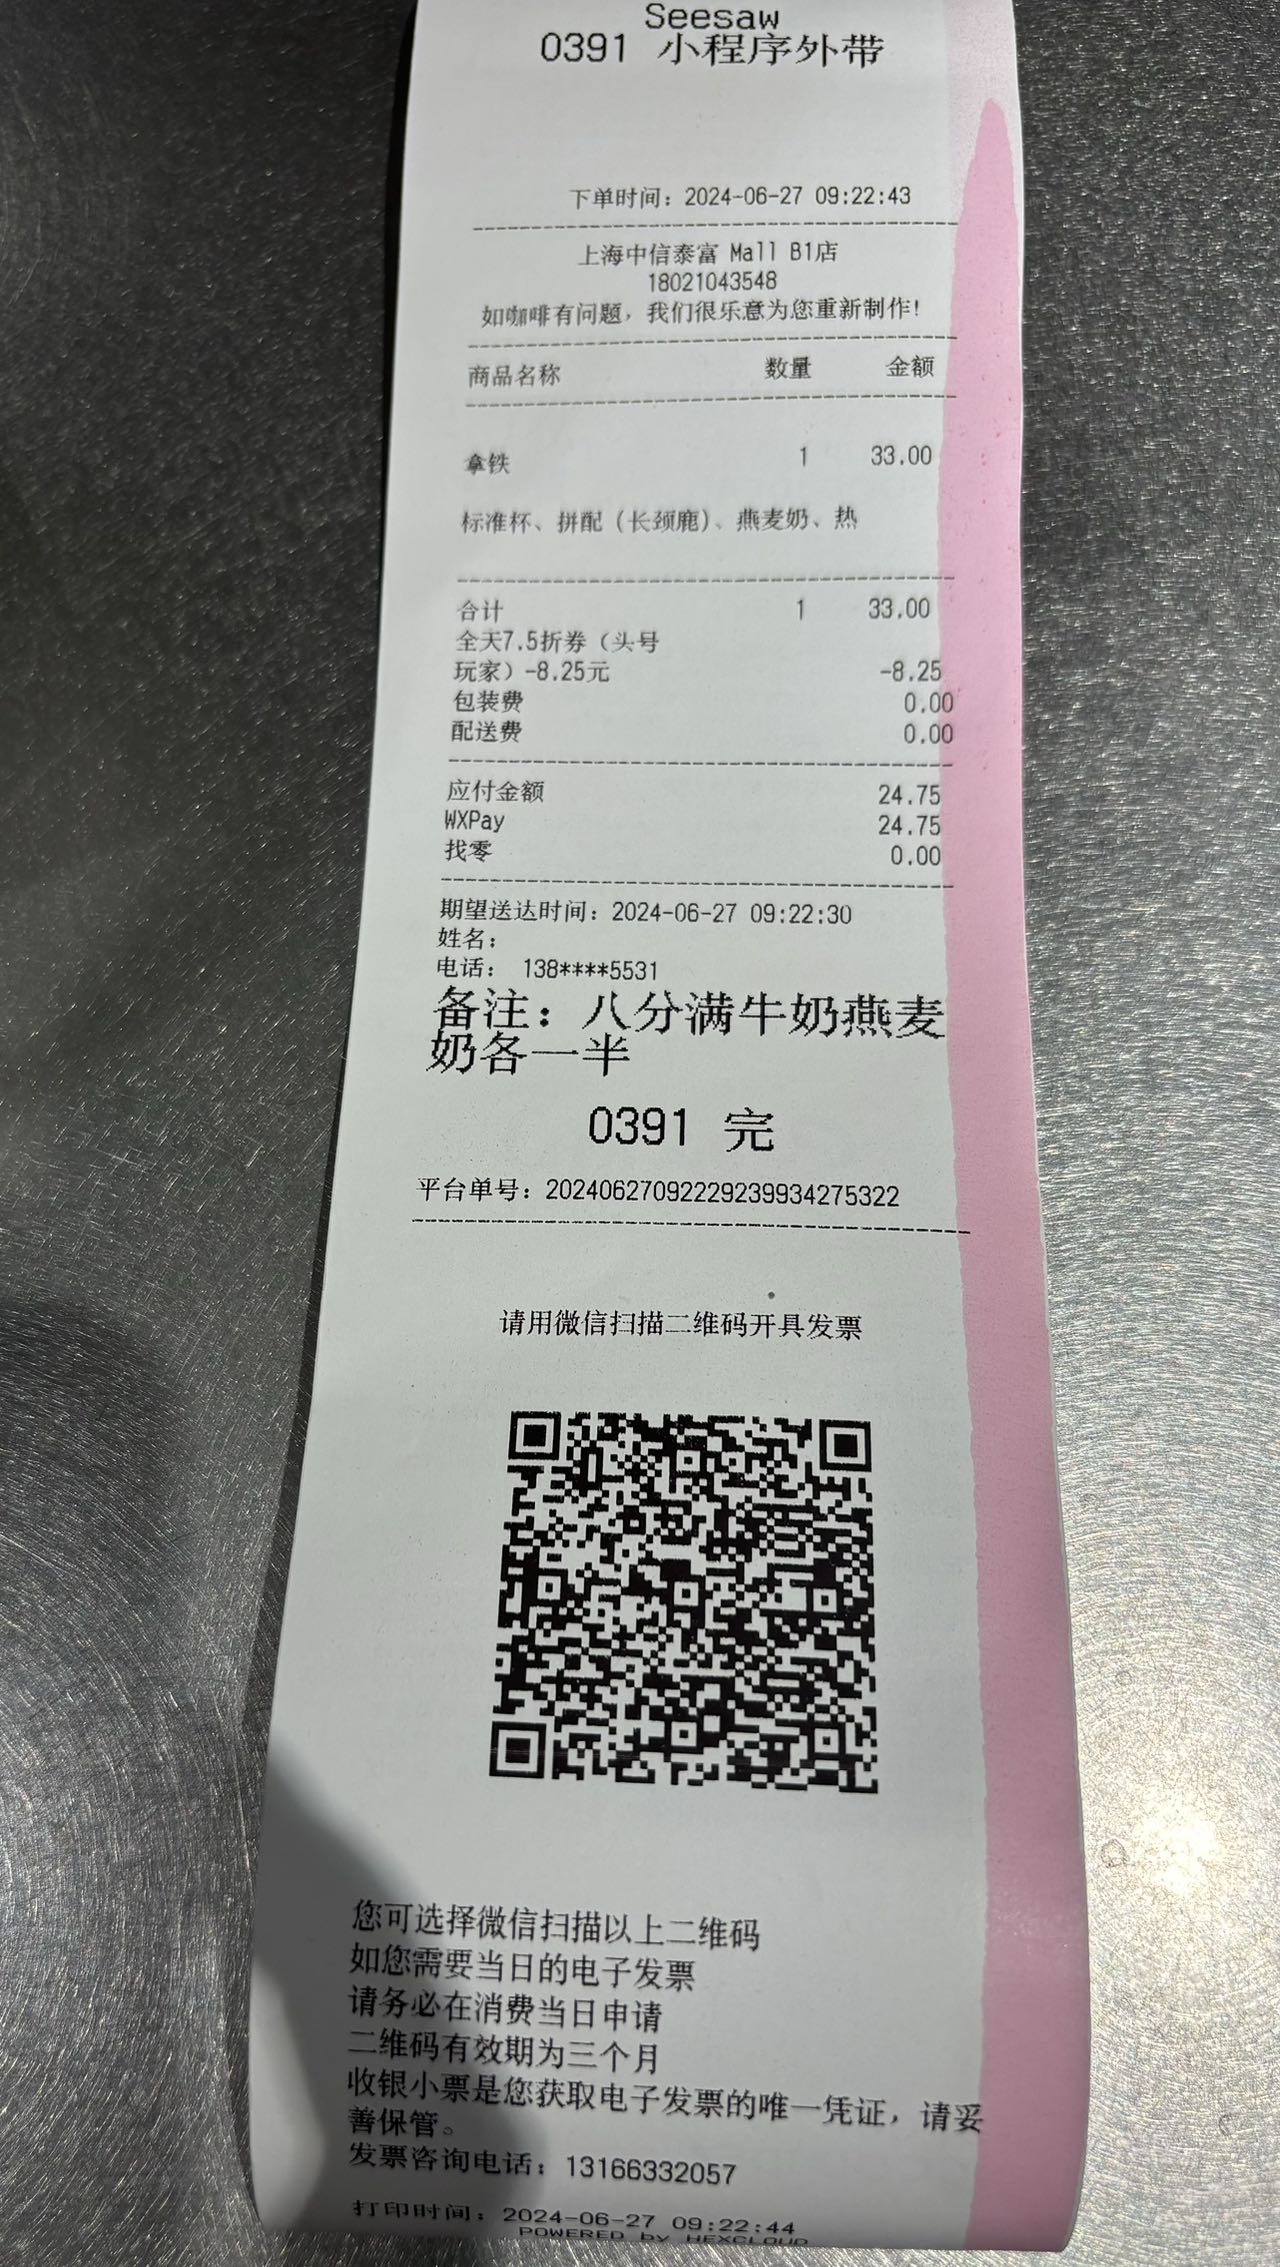 Seesaw
0391 小程序外带
下单时间：2024-06-27 09:22:43
上海中信泰富 Mall B1店
18021043548
如咖啡有问题，我们很乐意为您重新制作！
商品名称 数量 金额
拿铁 1 33.00
标准杯、拼配（长颈鹿）、燕麦奶、热
合计 1 33.00
全天7.5折券（头号
玩家）-8.25元 -8.25
包装费 0.00
配送费 0.00
应付金额 24.75
WXPay 24.75
找零 0.00
期望送达时间：2024-06-27 09:22:30
姓名：
电话： 138****5531
备注：八分满牛奶燕麦
奶各一半
0391 完
平台单号：20240627092229239934275322
请用微信扫描二维码开具发票
您可选择微信扫描以上二维码
如您需要当日的电子发票
请务必在消费当日申请
二维码有效期为三个月
收银小票是您获取电子发票的唯一凭证，请妥
善保管。
发票咨询电话：13166332057
打印时间：2024-06-27 09:22:44
POWERED by HEXCLOUD